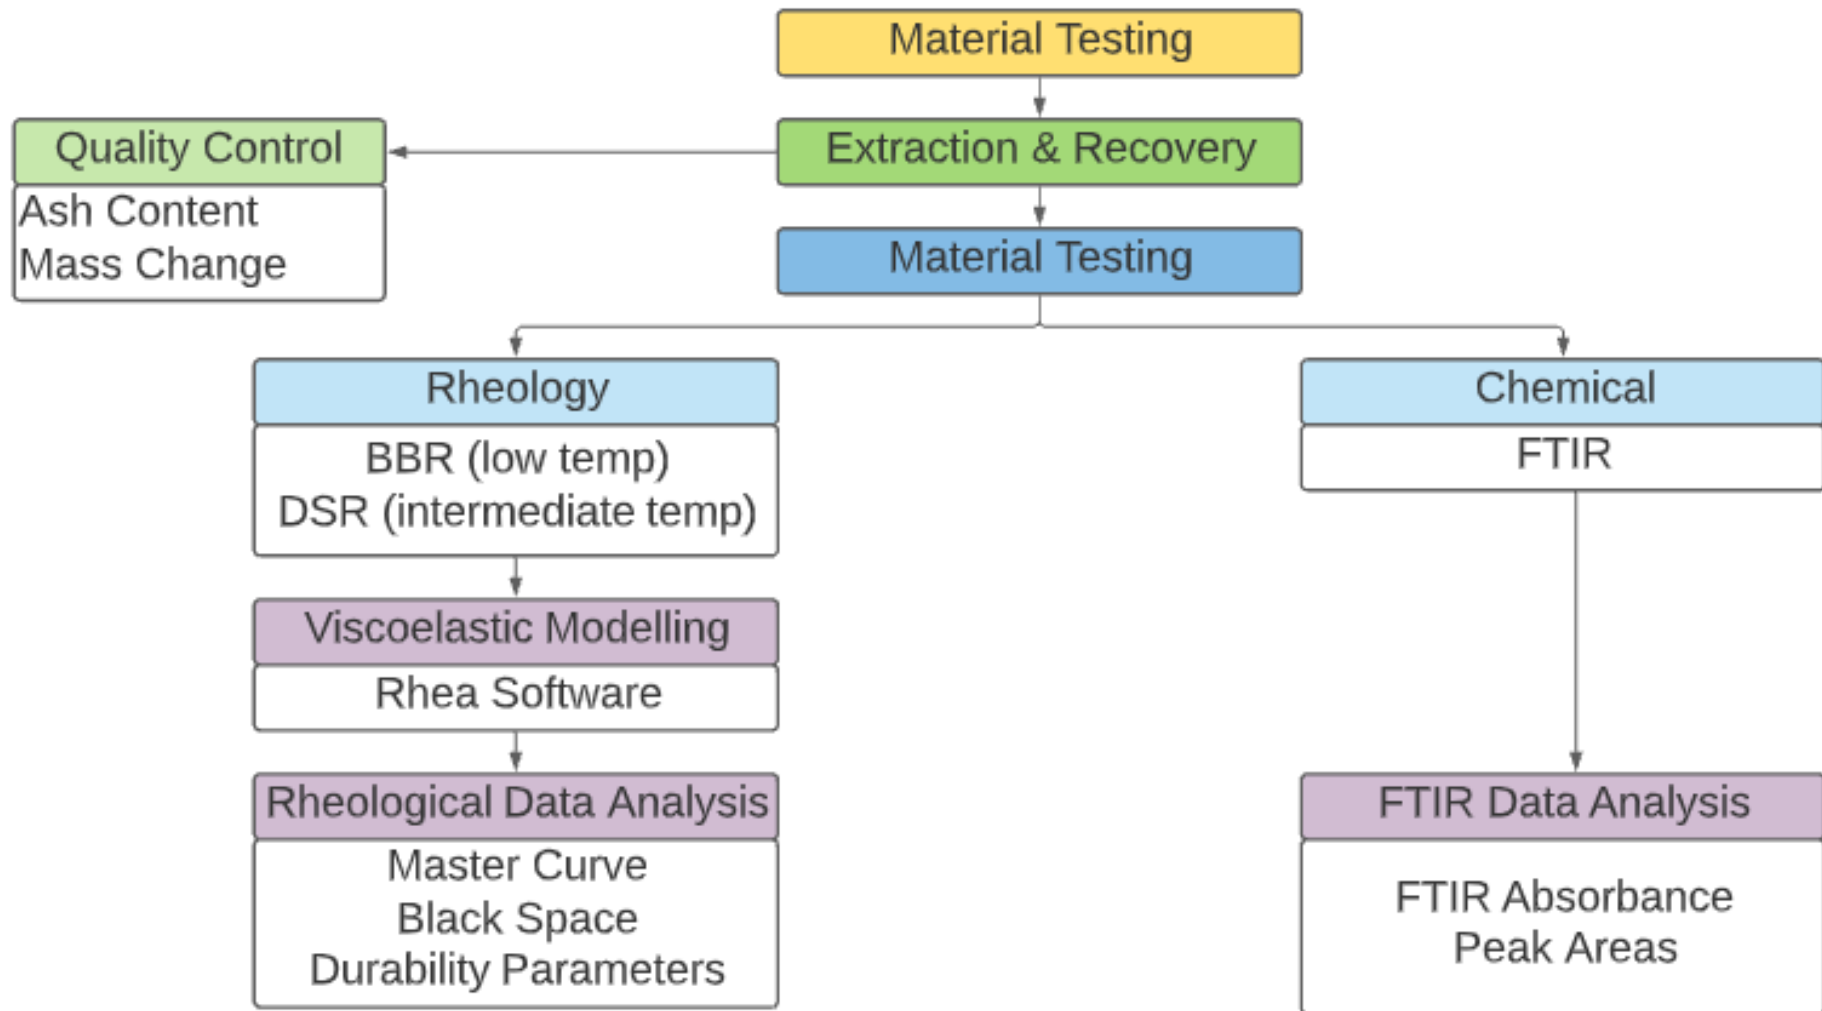 Material Testing
Quality Control
Extraction & Recovery
Ash Content
Mass Change
Material Testing
Rheology
BBR (low temp)
DSR (intermediate temp)
Chemical
FTIR
Viscoelastic Modelling
Rhea Software
Rheological Data Analysis
Master Curve
Black Space
Durability Parameters
FTIR Data Analysis
FTIR Absorbance
Peak Areas